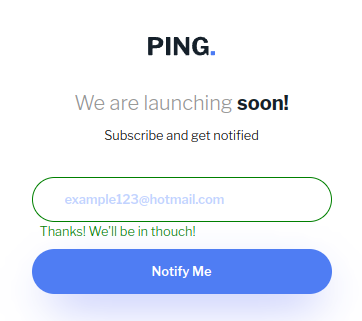 PING.
We are launching soon!
Subscribe and get notified
example123@hotmail.com
Thanks! We'll be in thouch!
Notify Me